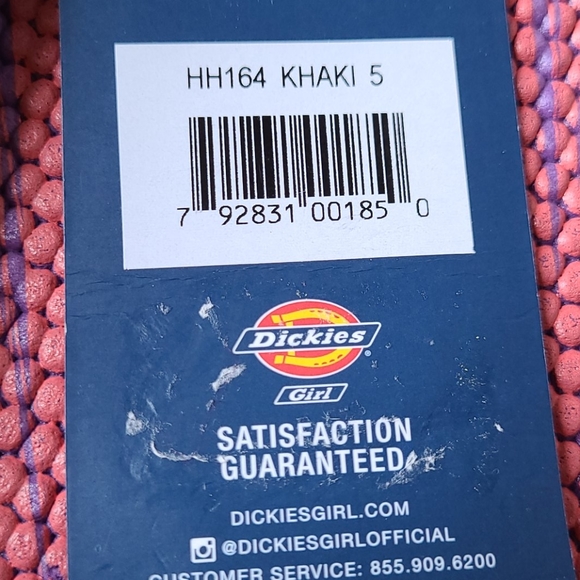 HH164 KHAKI 5
7 92831 00185 0
Dickies®
Girl
SATISFACTION
GUARANTEED
DICKIESGIRL.COM
@DICKIESGIRLOFFICIAL
CUSTOMER SERVICE: 855.909.6200